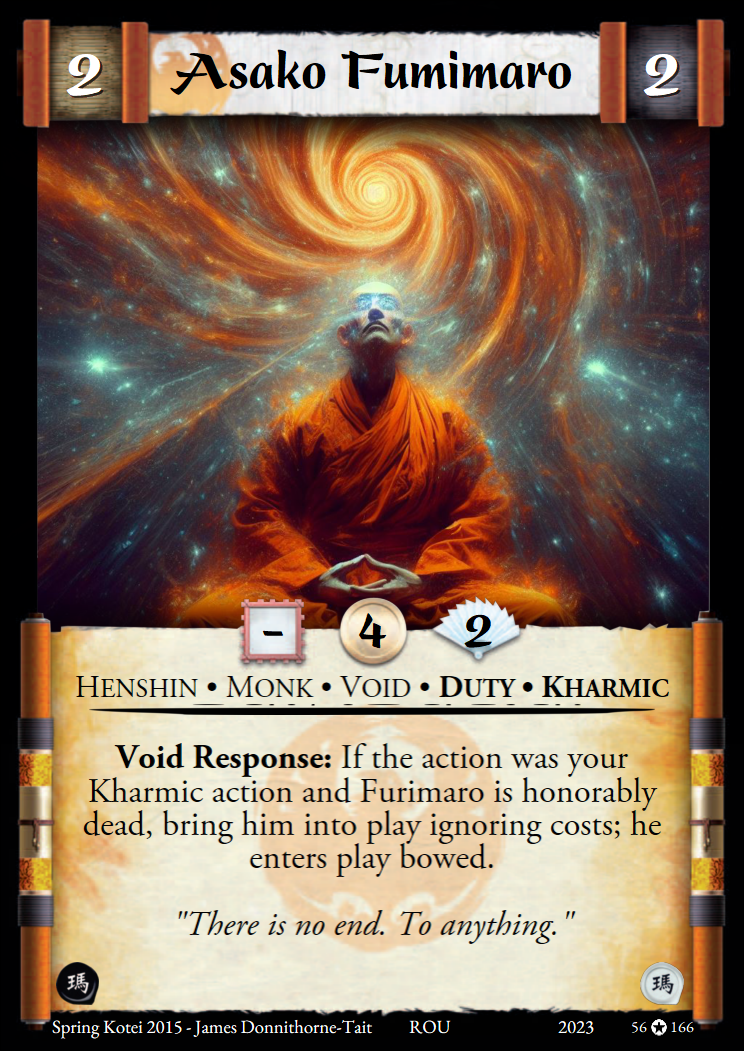 2 Asako Fumimaro 2
- 4 2
Henshin • Monk • Void • Duty • Kharmic
Void Response: If the action was your
Kharmic action and Furimaro is honorably
dead, bring him into play ignoring costs; he
enters play bowed.
"There is no end. To anything."
瑪 瑪
Spring Kotei 2015 - James Donnithorne-Tait ROU 2023 56 ✪ 166